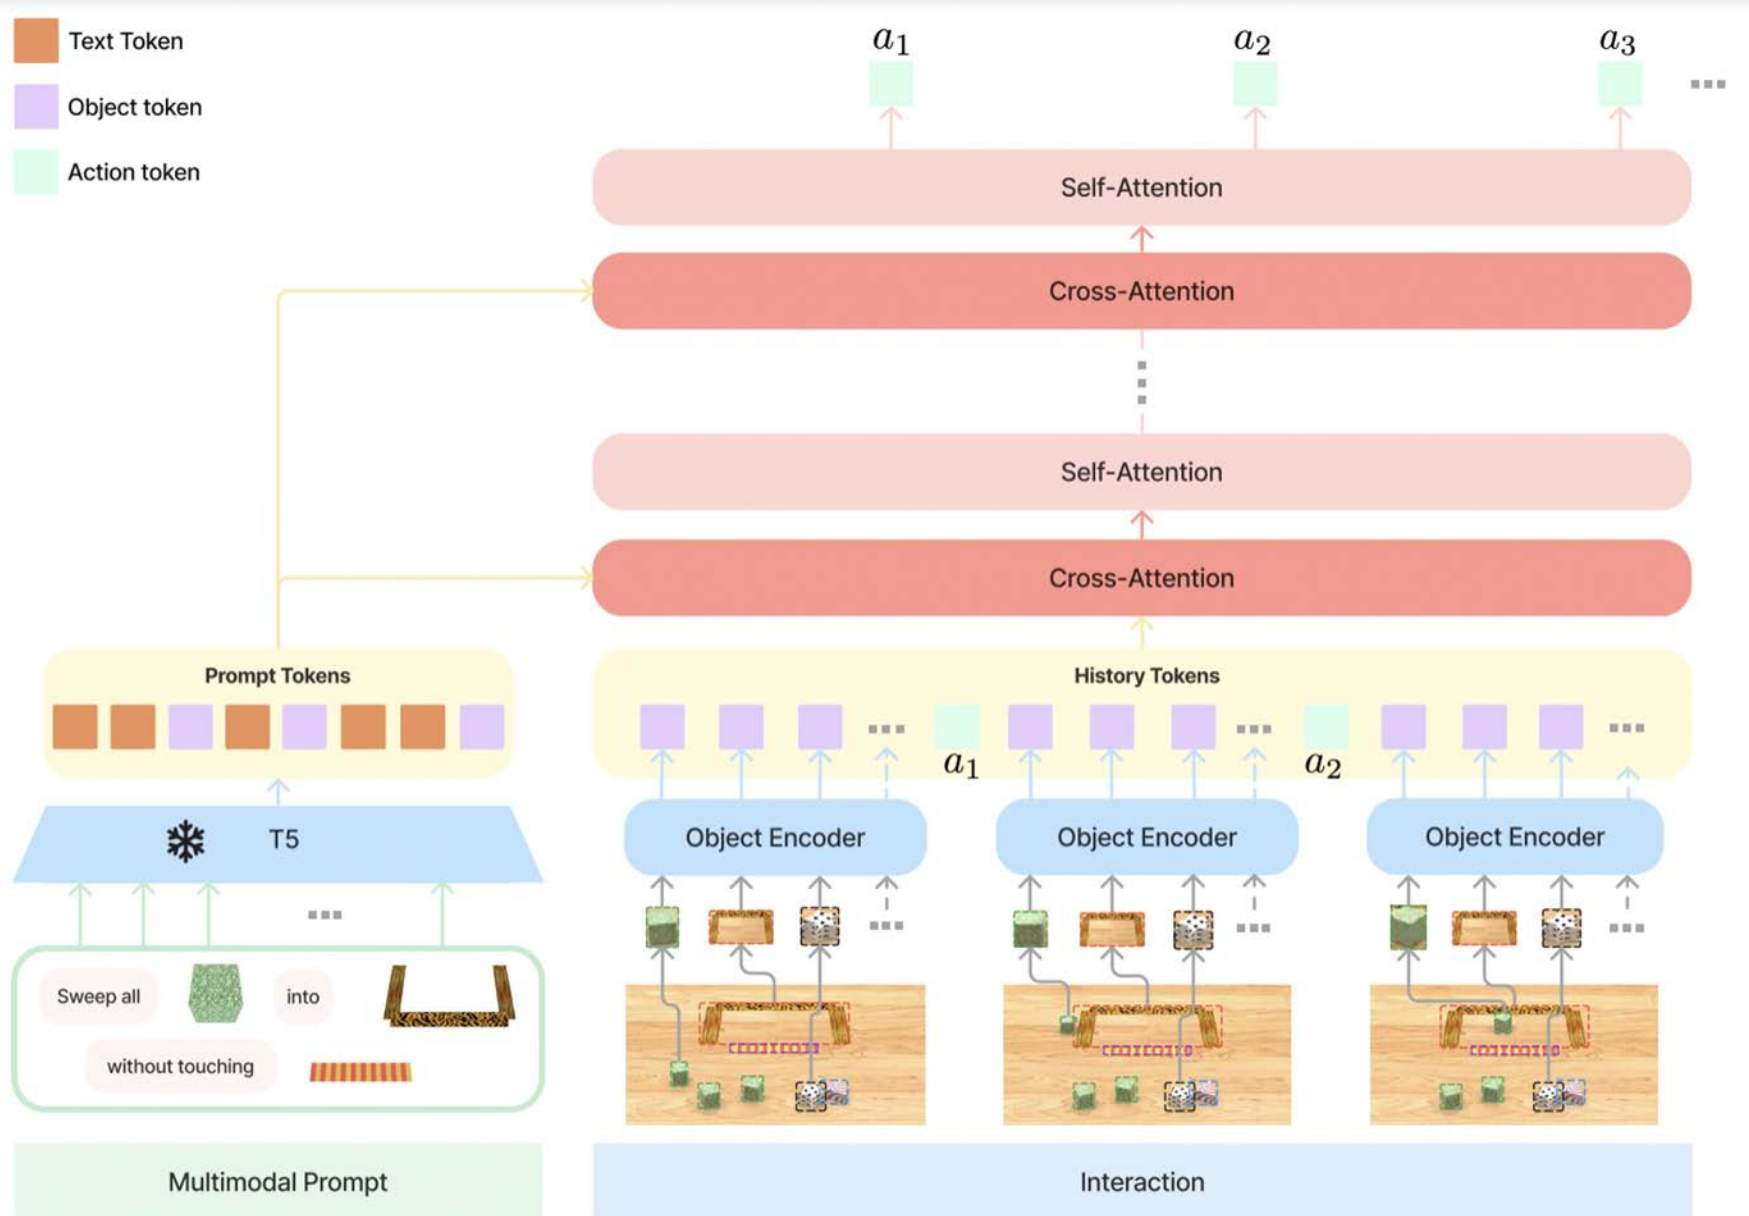 Text Token
Object token
Action token
a1 a2 a3
Self-Attention
Cross-Attention
Self-Attention
Cross-Attention
Prompt Tokens
History Tokens
a1 a2
T5
Object Encoder Object Encoder Object Encoder
Sweep all into
without touching
Multimodal Prompt
Interaction